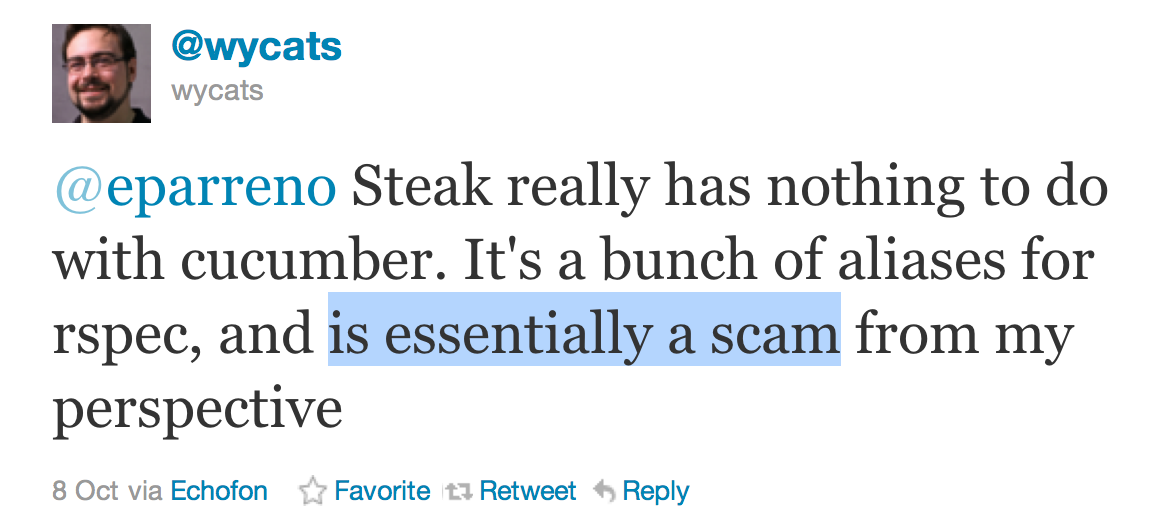 @wycats
wycats
@eparreno Steak really has nothing to do
with cucumber. It's a bunch of aliases for
rspec, and is essentially a scam from my
perspective
8 Oct via Echofon Favorite Retweet Reply